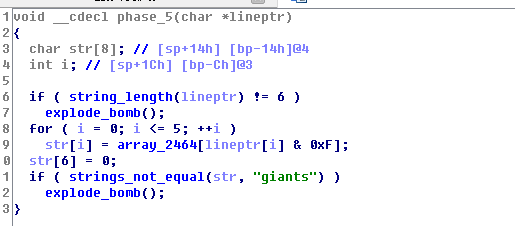 1 void __cdecl phase_5(char *lineptr)
2 {
3 char str[8]; // [sp+14h] [bp-14h]@4
4 int i; // [sp+1Ch] [bp-Ch]@3
5
6 if ( string_length(lineptr) != 6 )
7 explode_bomb();
8 for ( i = 0; i <= 5; ++i )
9 str[i] = array_2464[lineptr[i] & 0xF];
0 str[6] = 0;
1 if ( strings_not_equal(str, "giants") )
2 explode_bomb();
3 }